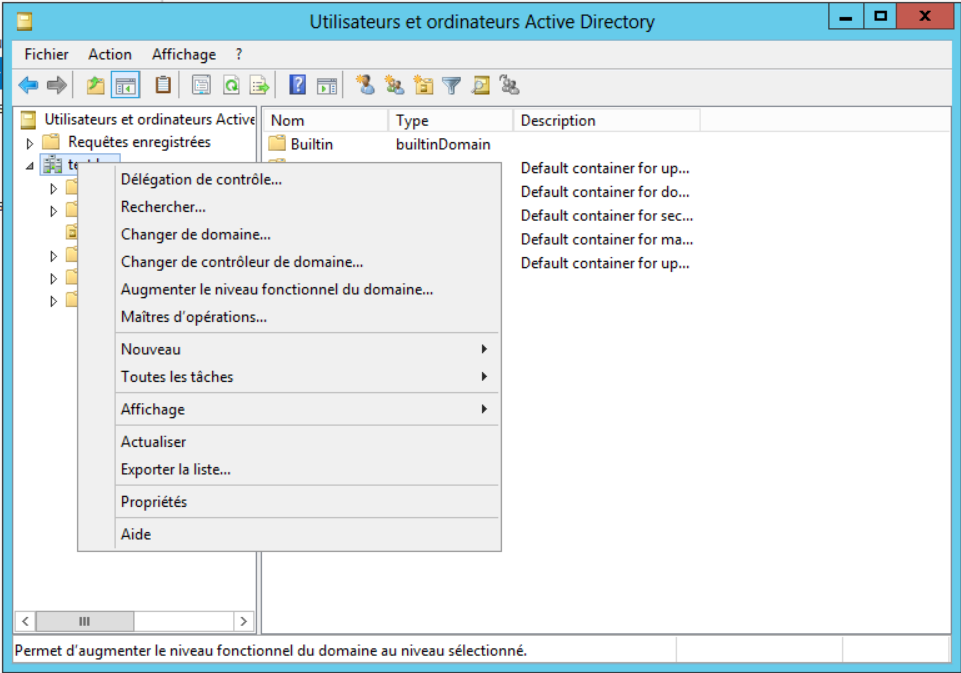 Utilisateurs et ordinateurs Active Directory
Fichier Action Affichage ?
Utilisateurs et ordinateurs Active
Nom Type Description
Requêtes enregistrées
Builtin builtinDomain
Default container for up...
Default container for do...
Default container for sec...
Default container for ma...
Default container for up...
Délégation de contrôle...
Rechercher...
Changer de domaine...
Changer de contrôleur de domaine...
Augmenter le niveau fonctionnel du domaine...
Maîtres d'opérations...
Nouveau
Toutes les tâches
Affichage
Actualiser
Exporter la liste...
Propriétés
Aide
Permet d'augmenter le niveau fonctionnel du domaine au niveau sélectionné.